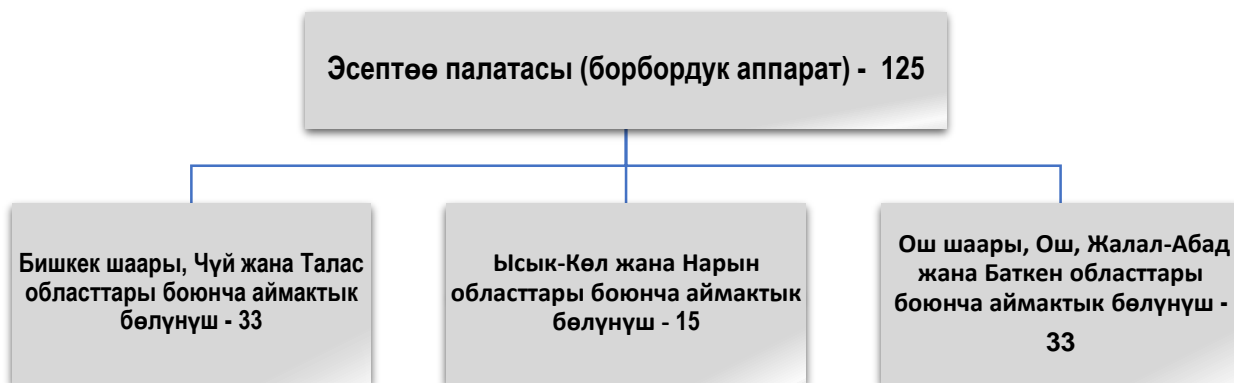 Эсептөө палатасы (борбордук аппарат) - 125
Бишкек шаары, Чүй жана Талас
областтары боюнча аймактык
бөлүнүш - 33
Ысык-Көл жана Нарын
областтары боюнча аймактык
бөлүнүш - 15
Ош шаары, Ош, Жалал-Абад
жана Баткен областтары
боюнча аймактык бөлүнүш -
33